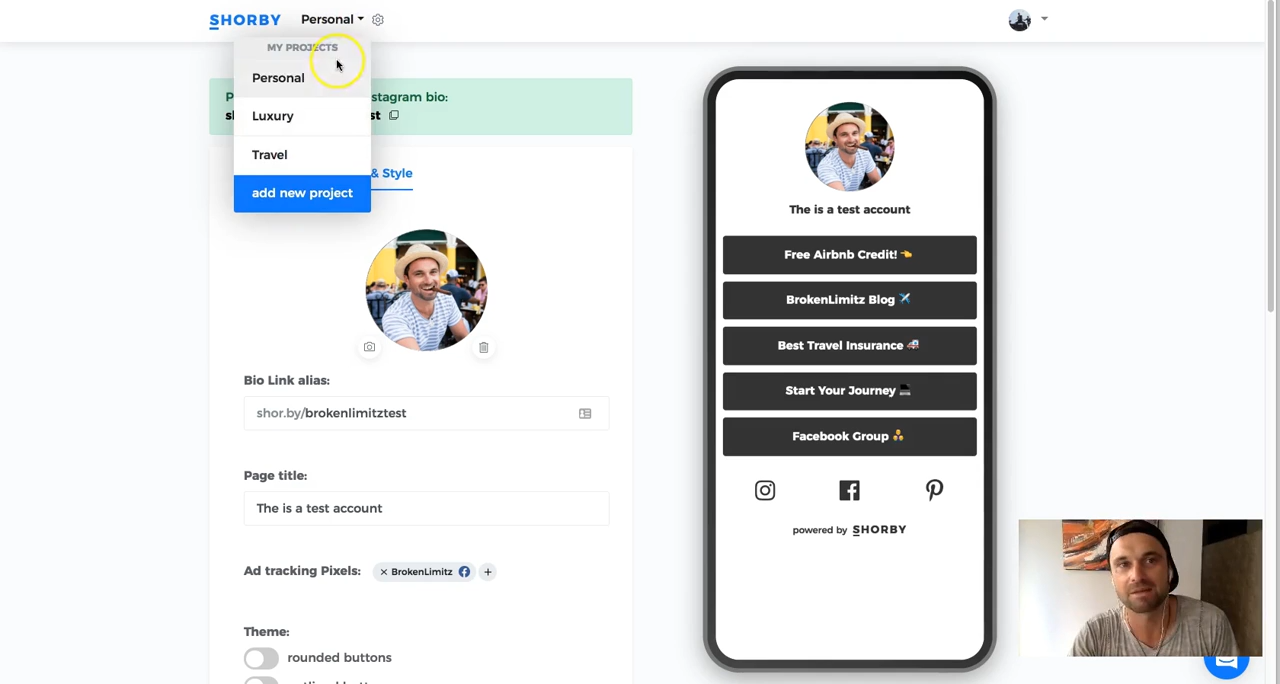 SHORBY
Personal
MY PROJECTS
Personal
Luxury
Travel
add new project
stagram bio:
st
& Style
Bio Link alias:
shor.by/brokenlimitztest
Page title:
The is a test account
Ad tracking Pixels:
× BrokenLimitz
+
Theme:
rounded buttons
The is a test account
Free Airbnb Credit! 👈
BrokenLimitz Blog ✈️
Best Travel Insurance 🚑
Start Your Journey 💻
Facebook Group
powered by SHORBY